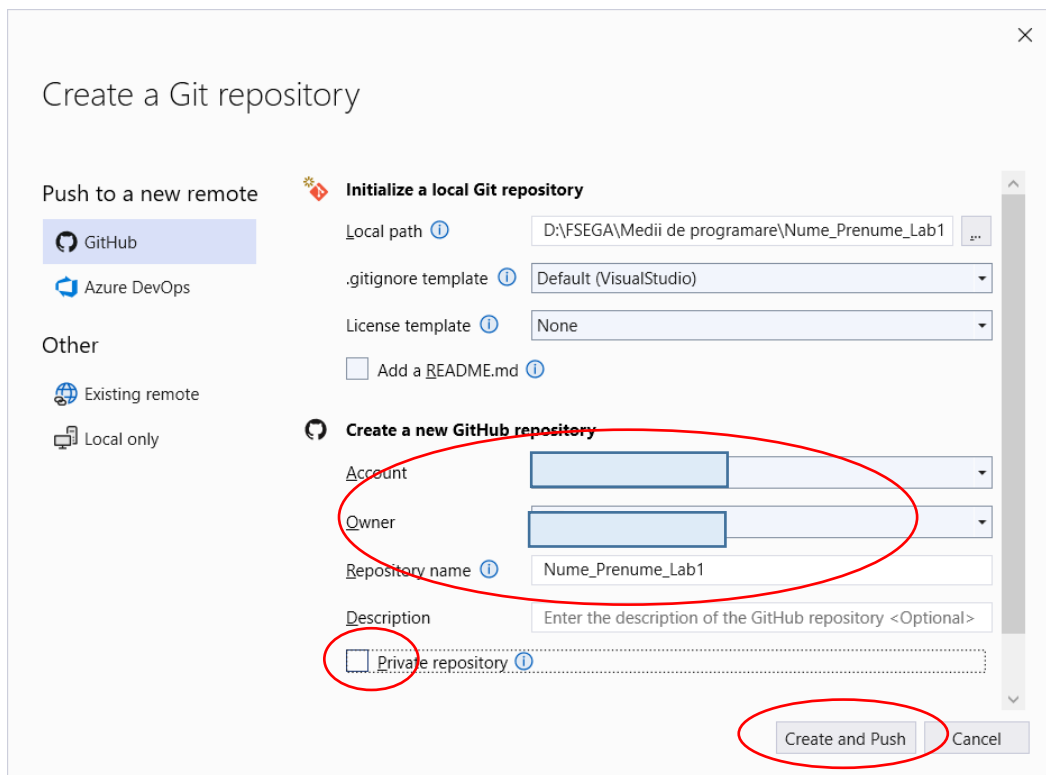 Create a Git repository
Push to a new remote
GitHub
Azure DevOps
Other
Existing remote
Local only
Initialize a local Git repository
Local path D:\FSEGA\Medii de programare\Nume_Prenume_Lab1 ...
.gitignore template Default (VisualStudio)
License template None
Add a README.md
Create a new GitHub repository
Account
Owner
Repository name Nume_Prenume_Lab1
Description Enter the description of the GitHub repository <Optional>
Private repository
Create and Push Cancel